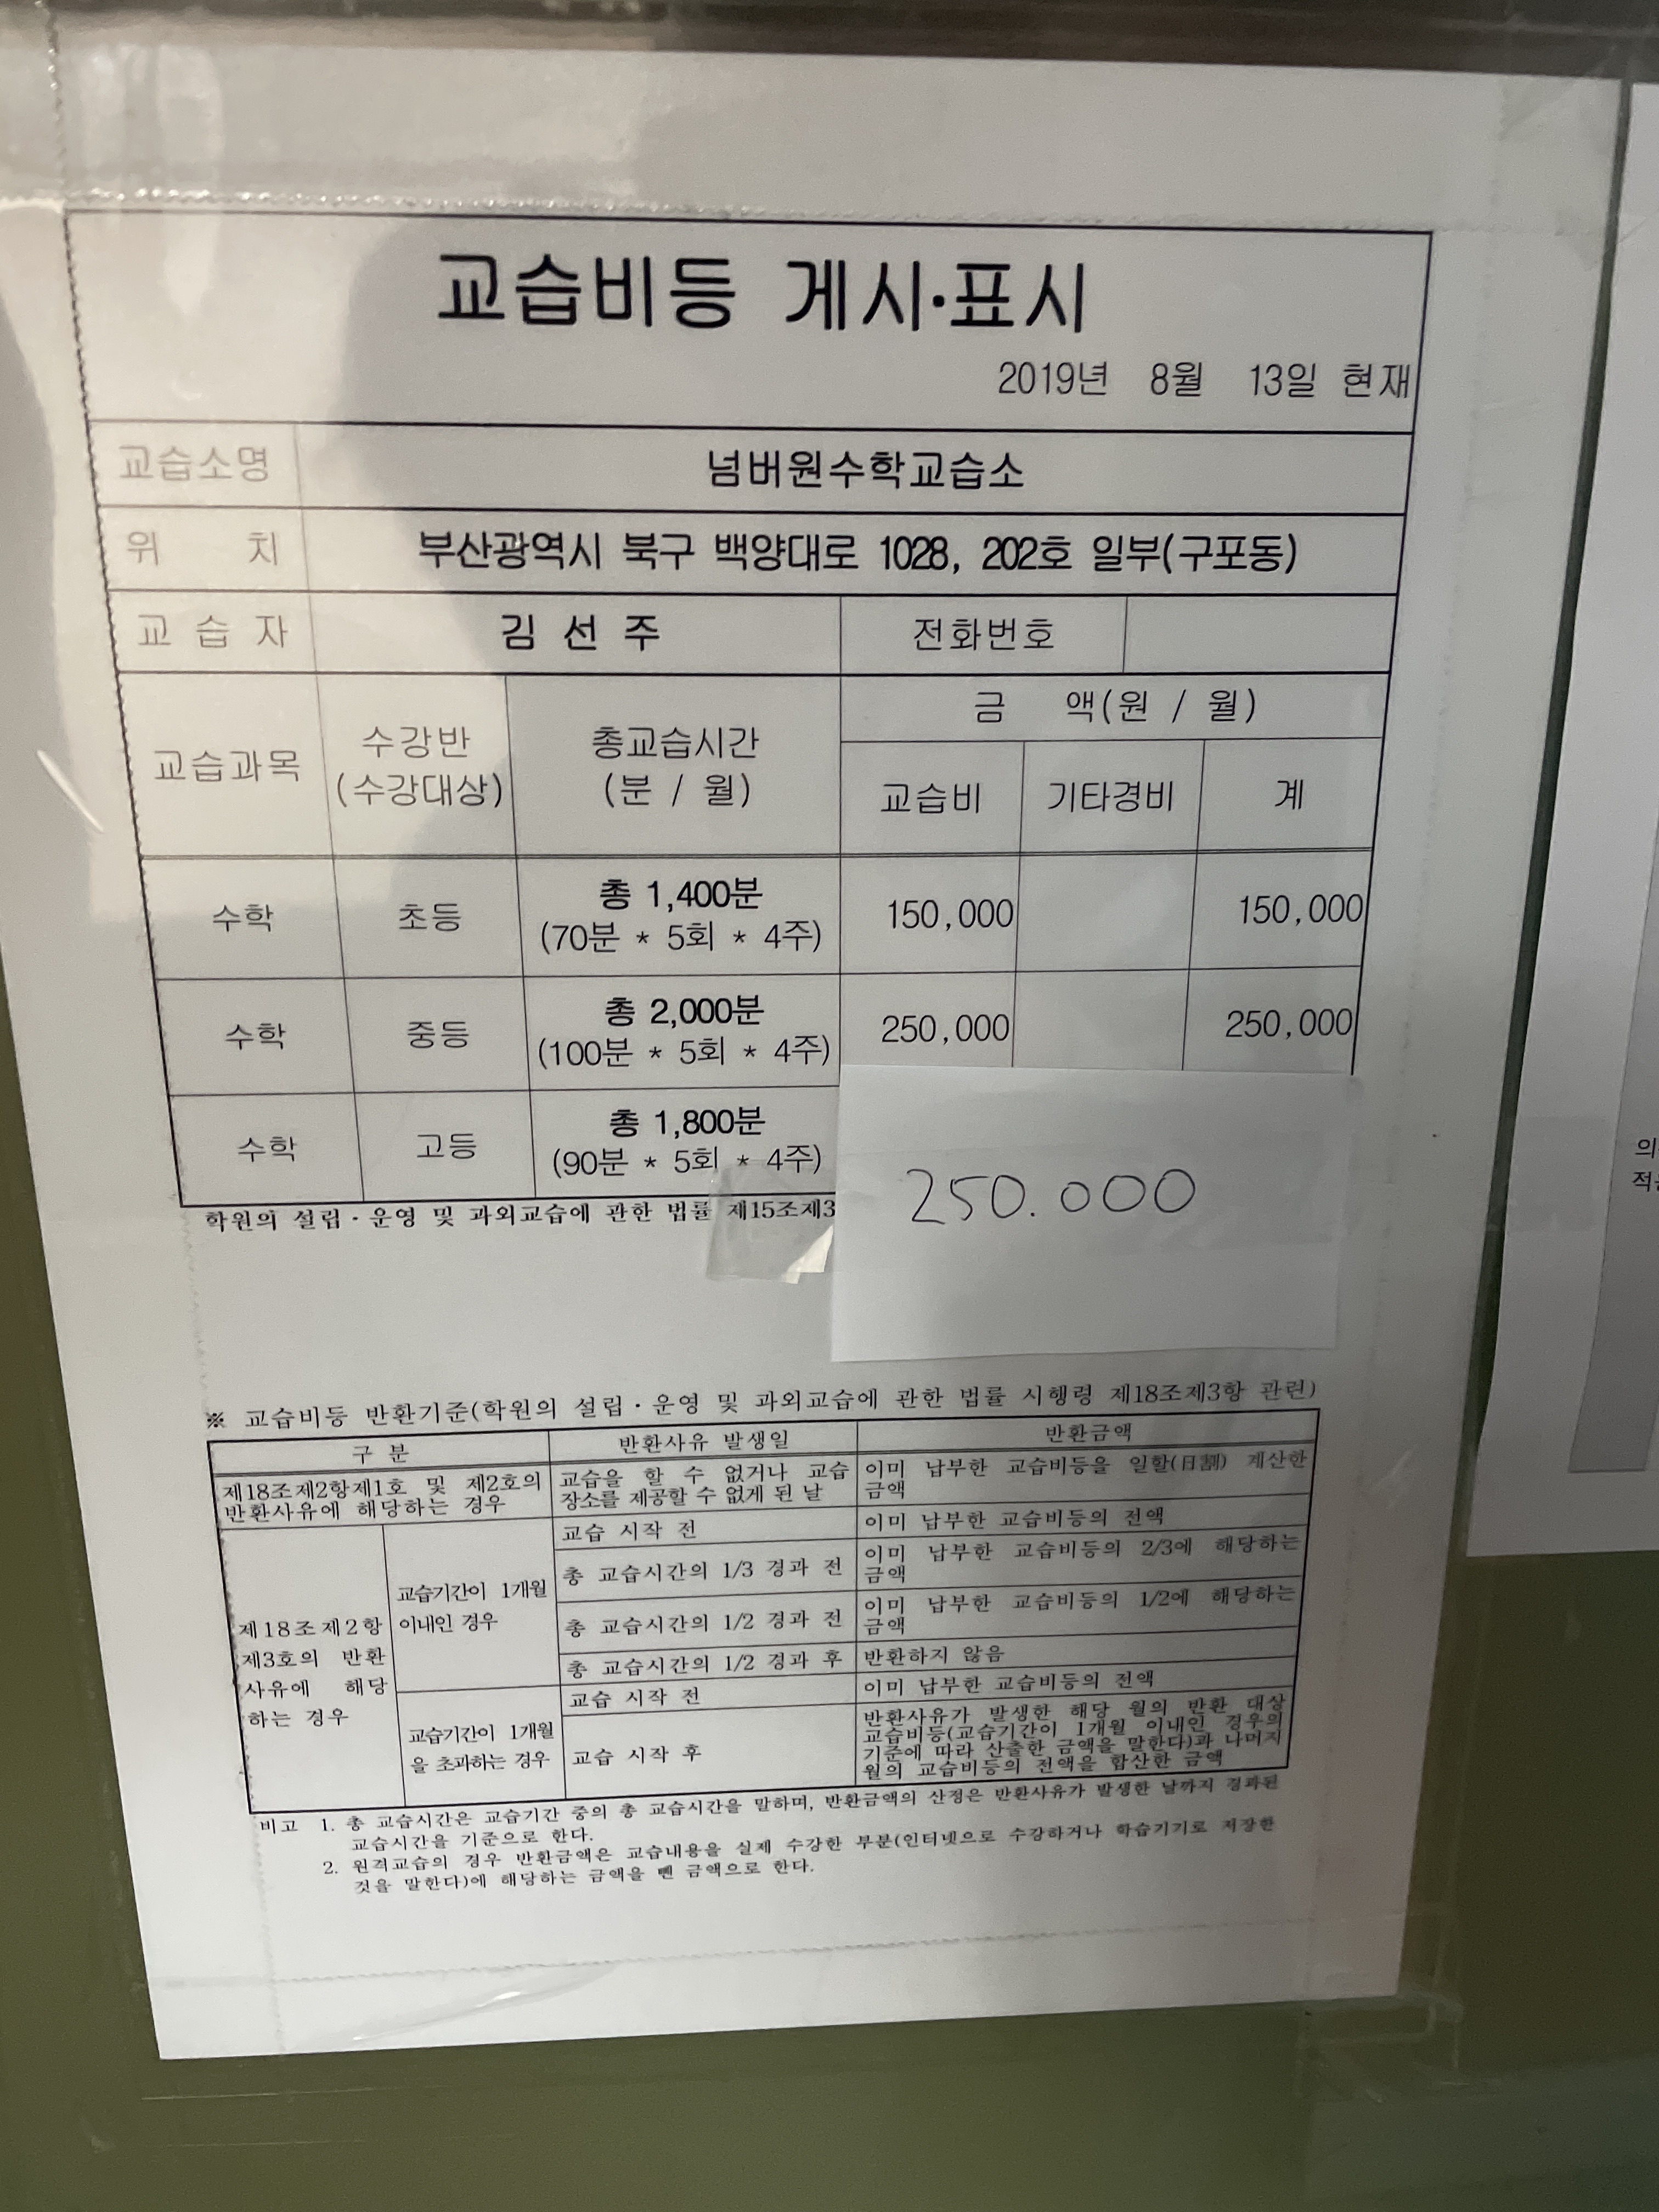 교습비등 게시·표시
2019년 8월 13일 현재
교습소명 넘버원수학교습소
위 치 부산광역시 북구 백양대로 1028, 202호 일부(구포동)
교 습 자 김 선 주 전화번호
교습과목 수강반 (수강대상) 총교습시간 (분 / 월) 금 액(원 / 월)
교습비 기타경비 계
수학 초등 총 1,400분 (70분 * 5회 * 4주) 150,000 150,000
수학 중등 총 2,000분 (100분 * 5회 * 4주) 250,000 250,000
수학 고등 총 1,800분 (90분 * 5회 * 4주)
250.000
학원의 설립·운영 및 과외교습에 관한 법률 제15조제3
※ 교습비등 반환기준(학원의 설립·운영 및 과외교습에 관한 법률 시행령 제18조제3항 관련)
구 분 반환사유 발생일 반환금액
제18조제2항제1호 및 제2호의
반환사유에 해당하는 경우
교습을 할 수 없거나 교습
장소를 제공할 수 없게 된 날
이미 납부한 교습비등을 일할(日割) 계산한
금액
제18조제2항
제3호의 반환
사유에 해당
하는 경우
교습기간이 1개월
이내인 경우
교습 시작 전 이미 납부한 교습비등의 전액
총 교습시간의 1/3 경과 전 이미 납부한 교습비등의 2/3에 해당하는
금액
총 교습시간의 1/2 경과 전 이미 납부한 교습비등의 1/2에 해당하는
금액
총 교습시간의 1/2 경과 후 반환하지 않음
교습기간이 1개월
을 초과하는 경우
교습 시작 전 이미 납부한 교습비등의 전액
교습 시작 후 반환사유가 발생한 해당 월의 반환 대상
교습비등(교습기간이 1개월 이내인 경우의
기준에 따라 산출한 금액을 말한다)과 나머지
월의 교습비등의 전액을 합산한 금액
비고 1. 총 교습시간은 교습기간 중의 총 교습시간을 말하며, 반환금액의 산정은 반환사유가 발생한 날까지 경과된
교습시간을 기준으로 한다.
2. 원격교습의 경우 반환금액은 교습내용을 실제 수강한 부분(인터넷으로 수강하거나 학습기기로 저장한
것을 말한다)에 해당하는 금액을 뺀 금액으로 한다.
의